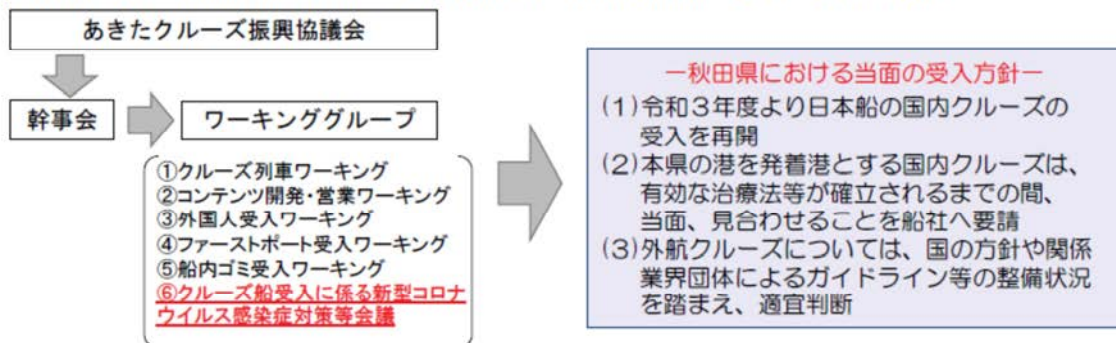 あきたクルーズ振興協議会
幹事会
ワーキンググループ
①クルーズ列車ワーキング
②コンテンツ開発・営業ワーキング
③外国人受入ワーキング
④ファーストポート受入ワーキング
⑤船内ゴミ受入ワーキング
⑥クルーズ船受入に係る新型コロナ
ウイルス感染症対策等会議
ー秋田県における当面の受入方針ー
(1)令和3年度より日本船の国内クルーズの
受入を再開
(2)本県の港を発着港とする国内クルーズは、
有効な治療法等が確立されるまでの間、
当面、見合わせることを船社へ要請
(3)外航クルーズについては、国の方針や関係
業界団体によるガイドライン等の整備状況
を踏まえ、適宜判断